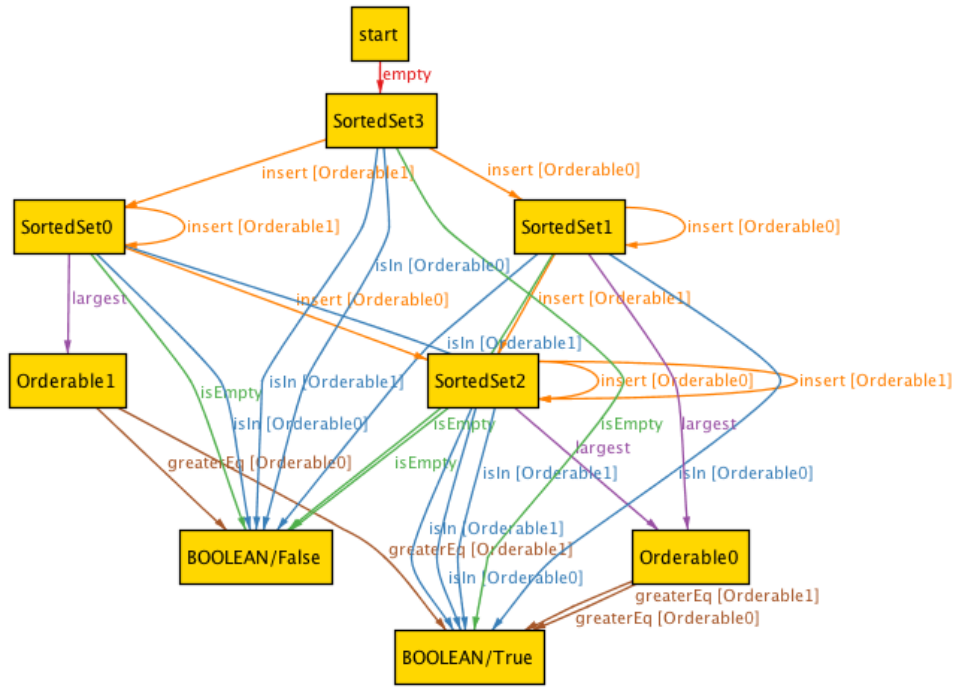 start
empty
SortedSet3
insert [Orderable1]
insert [Orderable0]
SortedSet0
insert [Orderable1]
SortedSet1
insert [Orderable0]
isIn [Orderable0]
largest
insert [Orderable0]
insert [Orderable1]
isIn [Orderable1]
Orderable1
isIn [Orderable1]
SortedSet2
insert [Orderable0]
insert [Orderable1]
isEmpty
isIn [Orderable0]
isEmpty
isEmpty
largest
largest
greaterEq [Orderable0]
isEmpty
isIn [Orderable1]
isIn [Orderable0]
isIn [Orderable1]
BOOLEAN/False
greaterEq [Orderable1]
Orderable0
isIn [Orderable0]
greaterEq [Orderable1]
greaterEq [Orderable0]
BOOLEAN/True